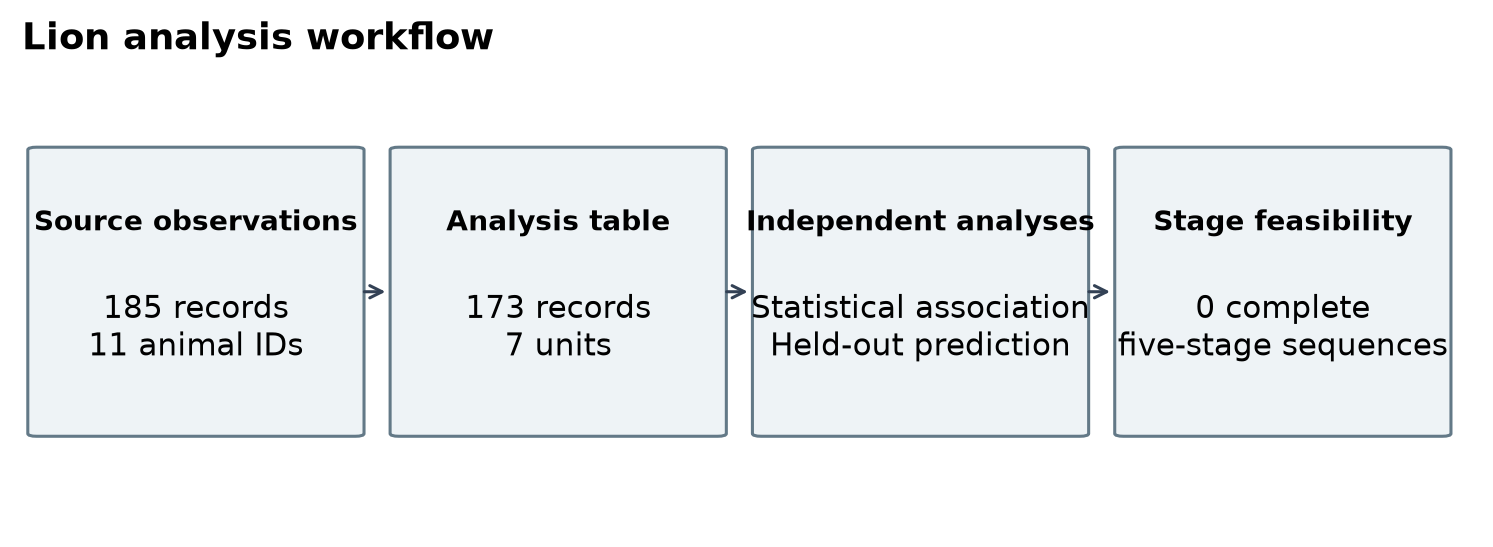 Lion analysis workflow
Source observations
185 records
11 animal IDs
Analysis table
173 records
7 units
Independent analyses
Statistical association
Held-out prediction
Stage feasibility
0 complete
five-stage sequences